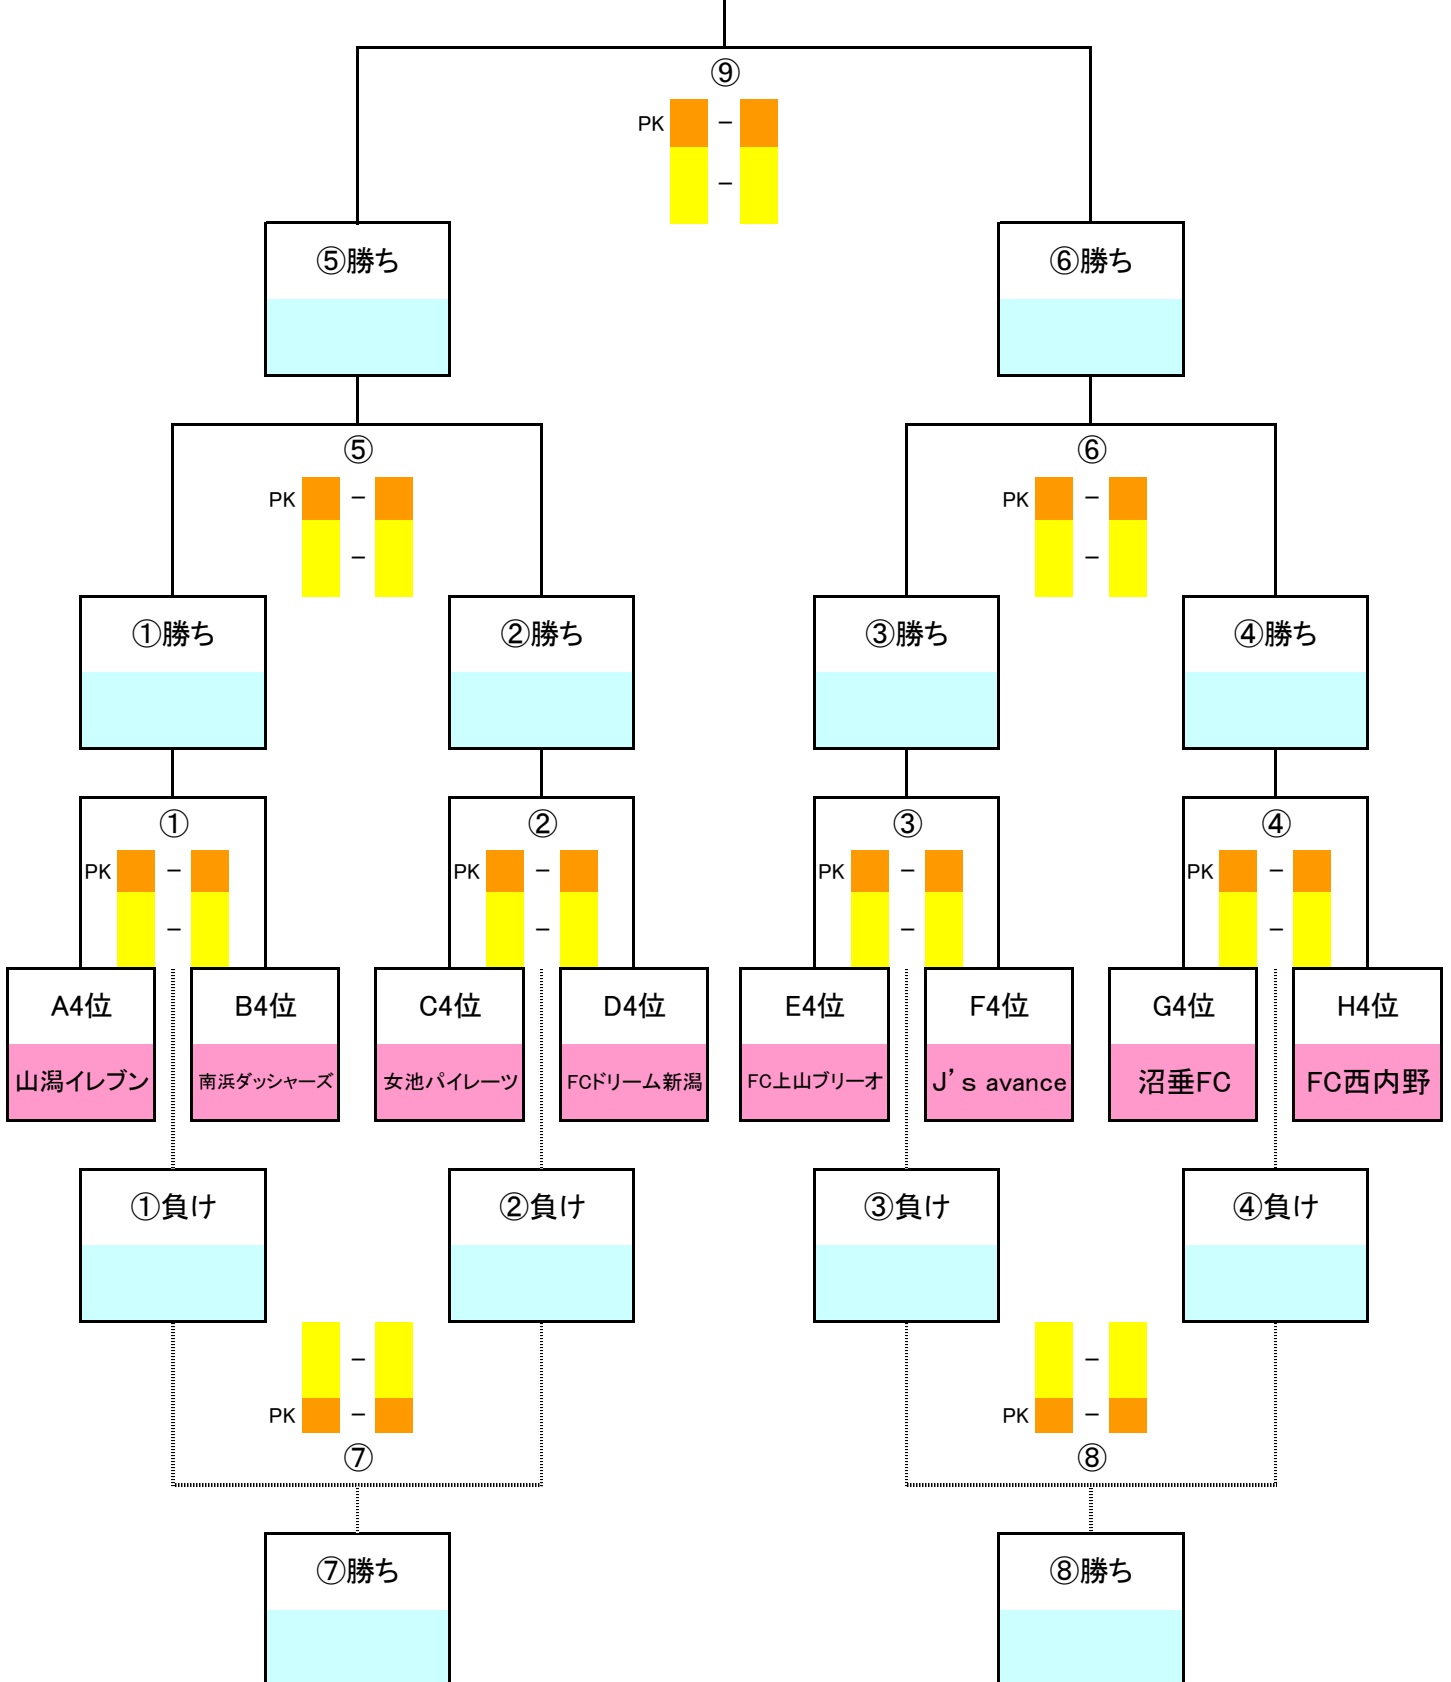 ⑨
PK － 
－
⑤勝ち ⑥勝ち
⑤ ⑥
PK － PK －
－ －
①勝ち ②勝ち ③勝ち ④勝ち
① ② ③ ④
PK － PK － PK － PK －
－ － － －
A4位 B4位 C4位 D4位 E4位 F4位 G4位 H4位
山潟イレブン 南浜ダッシャーズ 女池パイレーツ FCドリーム新潟 FC上山ブリーオ J’s avance 沼垂FC FC西内野
①負け ②負け ③負け ④負け
－ －
PK － PK －
⑦ ⑧
⑦勝ち ⑧勝ち